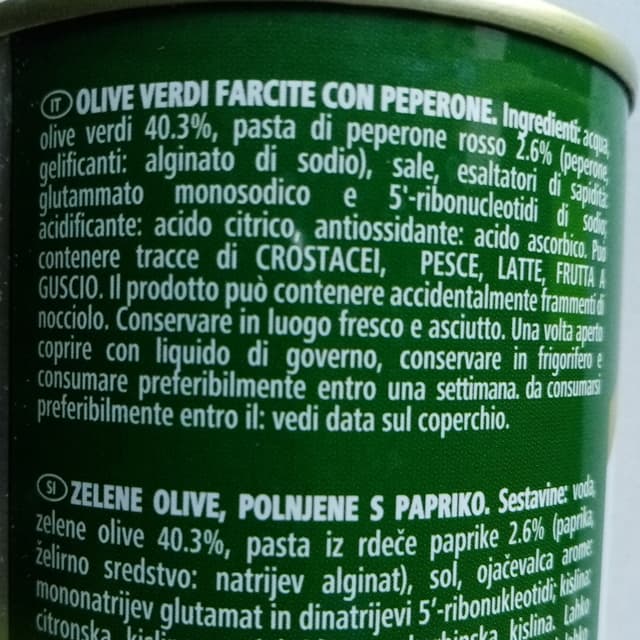 IT OLIVE VERDI FARCITE CON PEPERONE. Ingredienti: acqua,
olive verdi 40.3%, pasta di peperone rosso 2.6% (peperone,
gelificanti: alginato di sodio), sale, esaltatori di sapidità:
glutammato monosodico e 5'-ribonucleotidi di sodio;
acidificante: acido citrico, antiossidante: acido ascorbico. Può
contenere tracce di CROSTACEI, PESCE, LATTE, FRUTTA A
GUSCIO. Il prodotto può contenere accidentalmente frammenti di
nocciolo. Conservare in luogo fresco e asciutto. Una volta aperto
coprire con liquido di governo, conservare in frigorifero e
consumare preferibilmente entro una settimana. da consumarsi
preferibilmente entro il: vedi data sul coperchio.
SI ZELENE OLIVE, POLNJENE S PAPRIKO. Sestavine: voda,
zelene olive 40.3%, pasta iz rdeče paprike 2.6% (paprika,
želirno sredstvo: natrijev alginat), sol, ojačevalca arome:
mononatrijev glutamat in dinatrijevi 5'-ribonukleotidi; kislina:
citronska kislina. Lahko